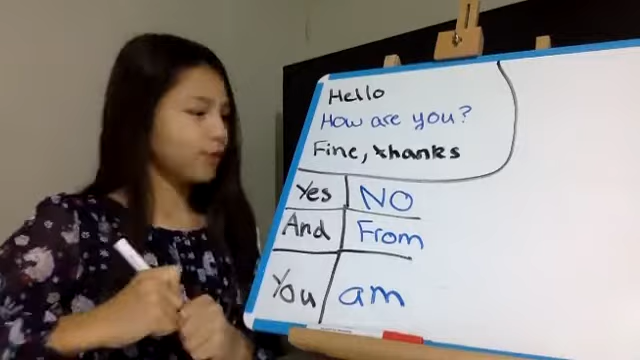 Hello
How are you?
Fine, thanks
Yes NO
And From
You am